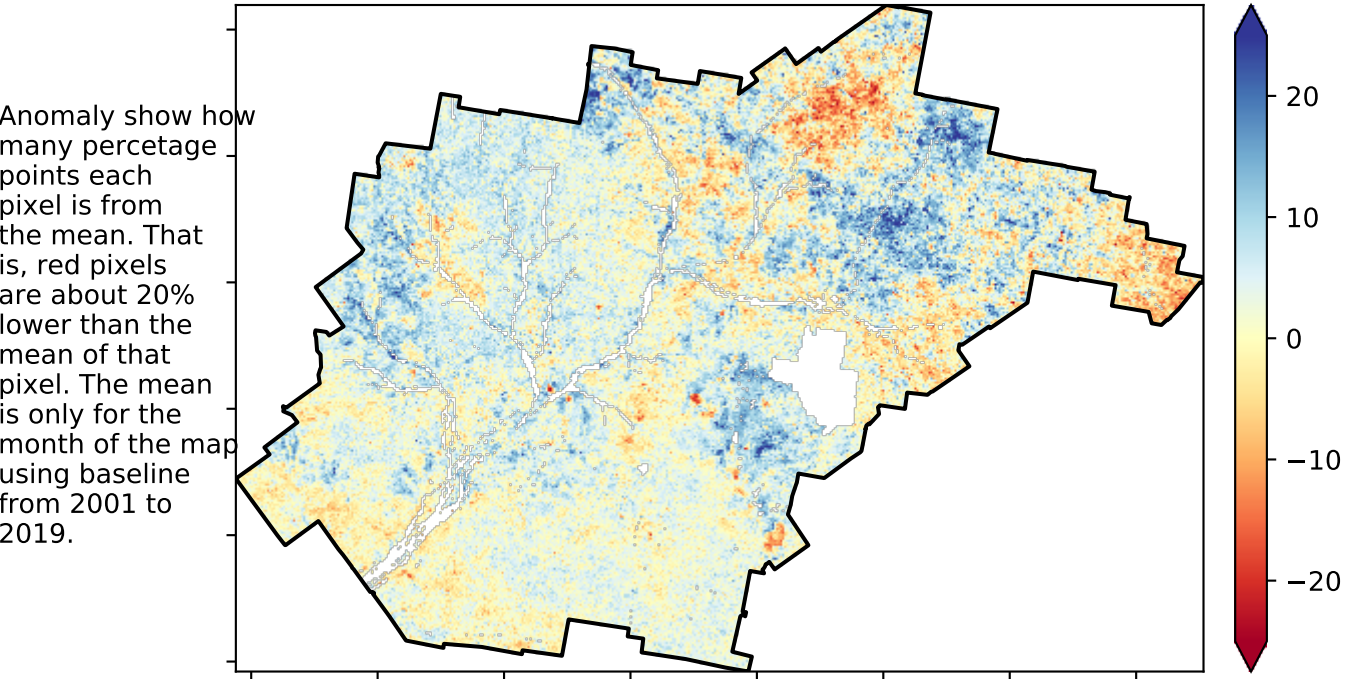 Anomaly show how
many percetage
points each
pixel is from
the mean. That
is, red pixels
are about 20%
lower than the
mean of that
pixel. The mean
is only for the
month of the map
using baseline
from 2001 to
2019.
20
10
0
−10
−20